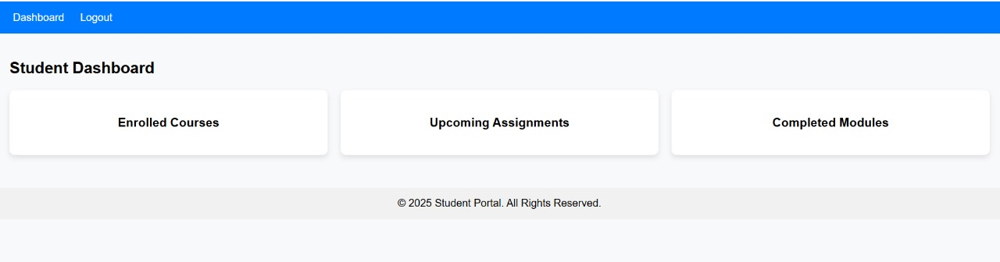 Dashboard Logout
Student Dashboard
Enrolled Courses
Upcoming Assignments
Completed Modules
© 2025 Student Portal. All Rights Reserved.